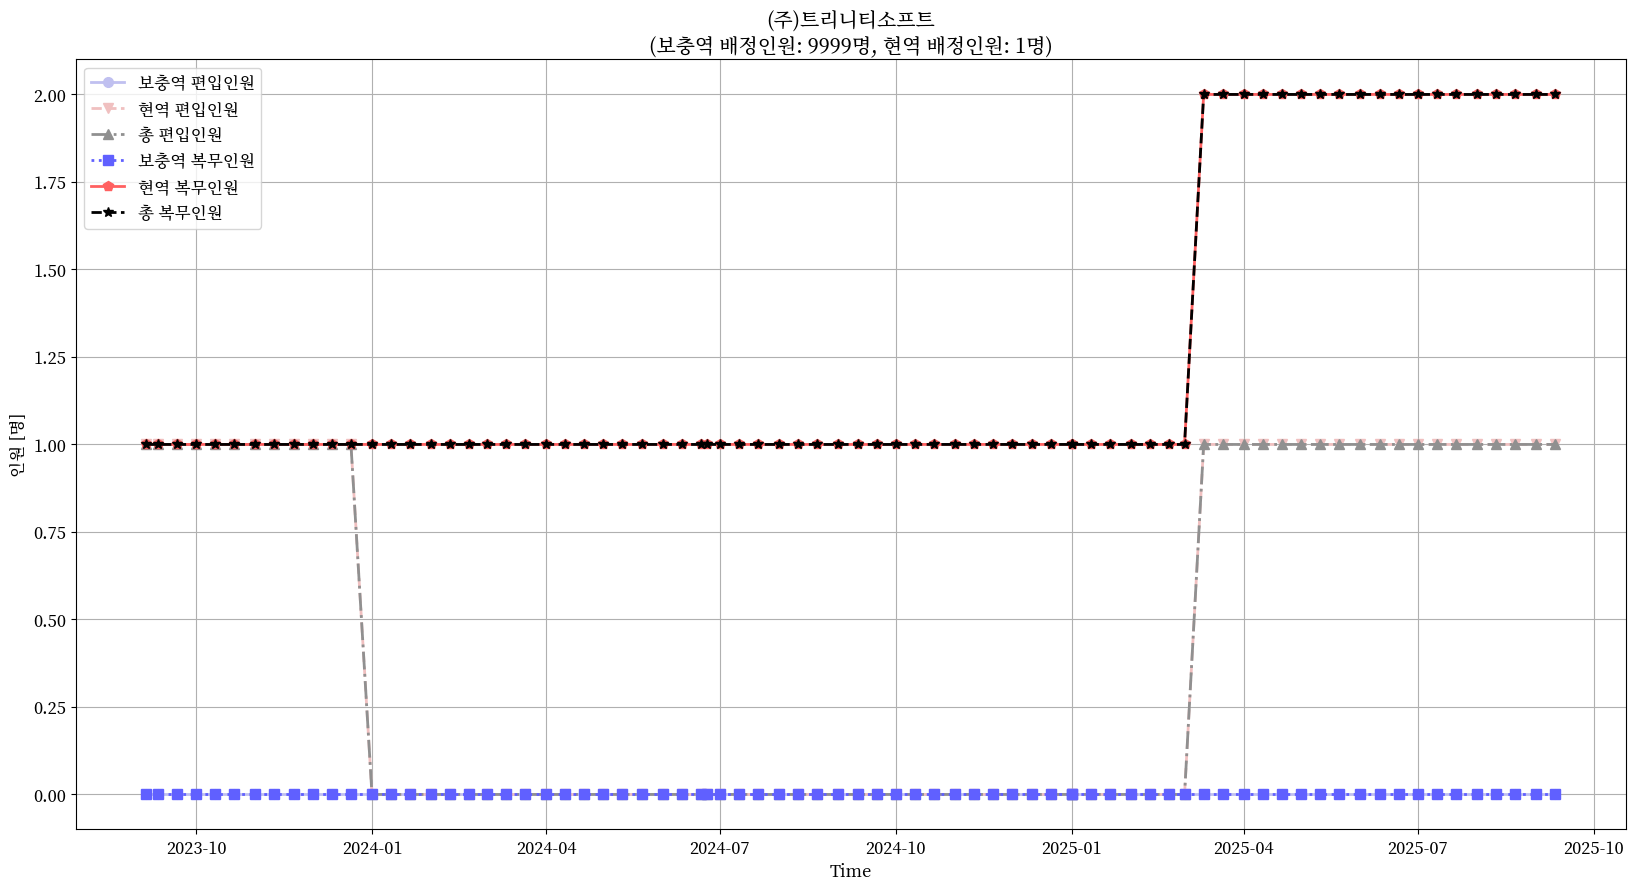 (주)트리니티소프트
(보충역 배정인원: 9999명, 현역 배정인원: 1명)
보충역 편입인원
현역 편입인원
총 편입인원
보충역 복무인원
현역 복무인원
총 복무인원
인원 [명]
2.00
1.75
1.50
1.25
1.00
0.75
0.50
0.25
0.00
2023-10 2024-01 2024-04 2024-07 2024-10 2025-01 2025-04 2025-07 2025-10
Time